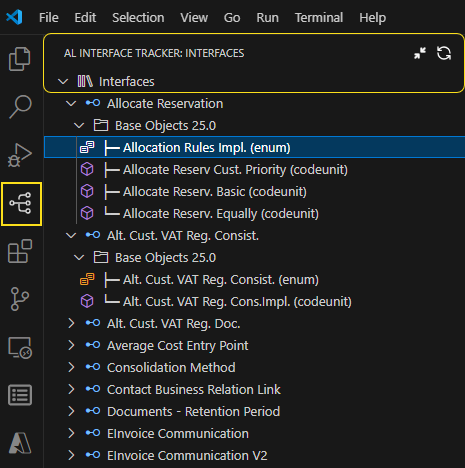 File Edit Selection View Go Run Terminal Help
AL INTERFACE TRACKER: INTERFACES
Interfaces
Allocate Reservation
Base Objects 25.0
Allocation Rules Impl. (enum)
Allocate Reserv Cust. Priority (codeunit)
Allocate Reserv. Basic (codeunit)
Allocate Reserv. Equally (codeunit)
Alt. Cust. VAT Reg. Consist.
Base Objects 25.0
Alt. Cust. VAT Reg. Consist. (enum)
Alt. Cust. VAT Reg. Cons.Impl. (codeunit)
Alt. Cust. VAT Reg. Doc.
Average Cost Entry Point
Consolidation Method
Contact Business Relation Link
Documents - Retention Period
EInvoice Communication
EInvoice Communication V2